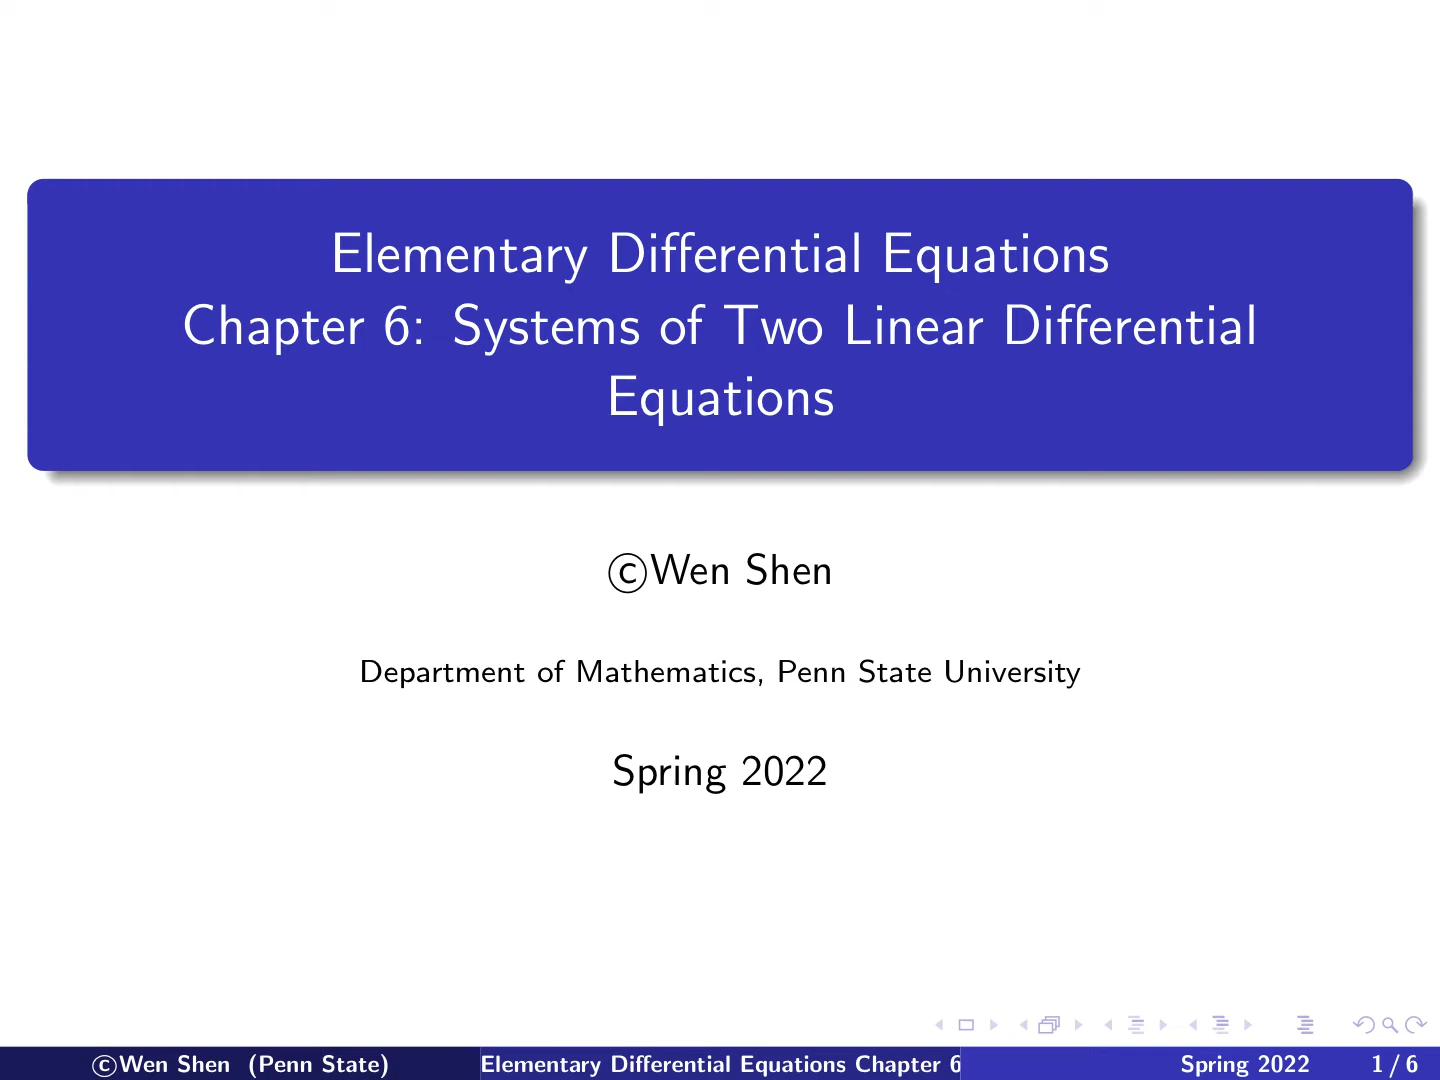 Elementary Differential Equations
Chapter 6: Systems of Two Linear Differential
Equations
©Wen Shen
Department of Mathematics, Penn State University
Spring 2022
©Wen Shen (Penn State)
Elementary Differential Equations Chapter 6
Spring 2022
1 / 6